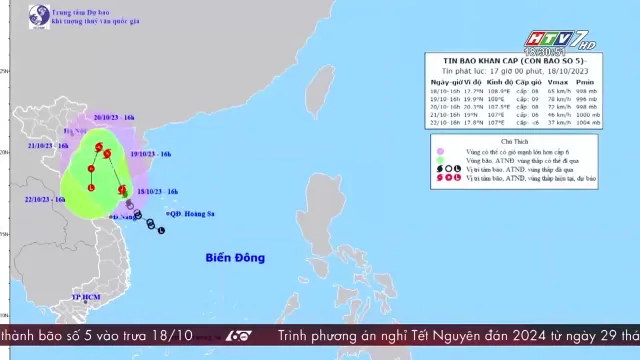 Trung tâm Dự báo
khí tượng thuỷ văn quốc gia
HTV7 HD
18:30:51
TIN BÃO KHẨN CẤP (CƠN BÃO SỐ 5)
Tin phát lúc: 17 giờ 00 phút, 18/10/2023
Ngày-giờ Vĩ độ Kinh độ Cấp gió Vmax Pmin
18/10-16h 17.7°N 108.9°E cấp: 08 65 km/h 998 mb
19/10-16h 19.9°N 108°E cấp: 09 78 km/h 996 mb
20/10-16h 20.3°N 107.5°E cấp: 08 72 km/h 998 mb
21/10-16h 19°N 107°E cấp: 06 46 km/h 1000 mb
22/10-16h 17.8°N 107°E cấp: <6 37 km/h 1004 mb
Chú Thích
Vùng có thể có gió mạnh lớn hơn cấp 6
Vùng bão, ATNĐ, vùng thấp có thể đi qua
Vị trí tâm bão, ATNĐ, vùng thấp đã qua
Vị trí tâm bão, ATNĐ, vùng thấp hiện tại, dự báo
20/10/23 - 16h
Hà Nội
21/10/23 - 16h
19/10/23 - 16h
18/10/23 - 16h
22/10/23 - 16h
Đ.Nẵng
QĐ. Hoàng Sa
Biển Đông
TP.HCM
thành bão số 5 vào trưa 18/10
60
Trình phương án nghỉ Tết Nguyên đán 2024 từ ngày 29 thá